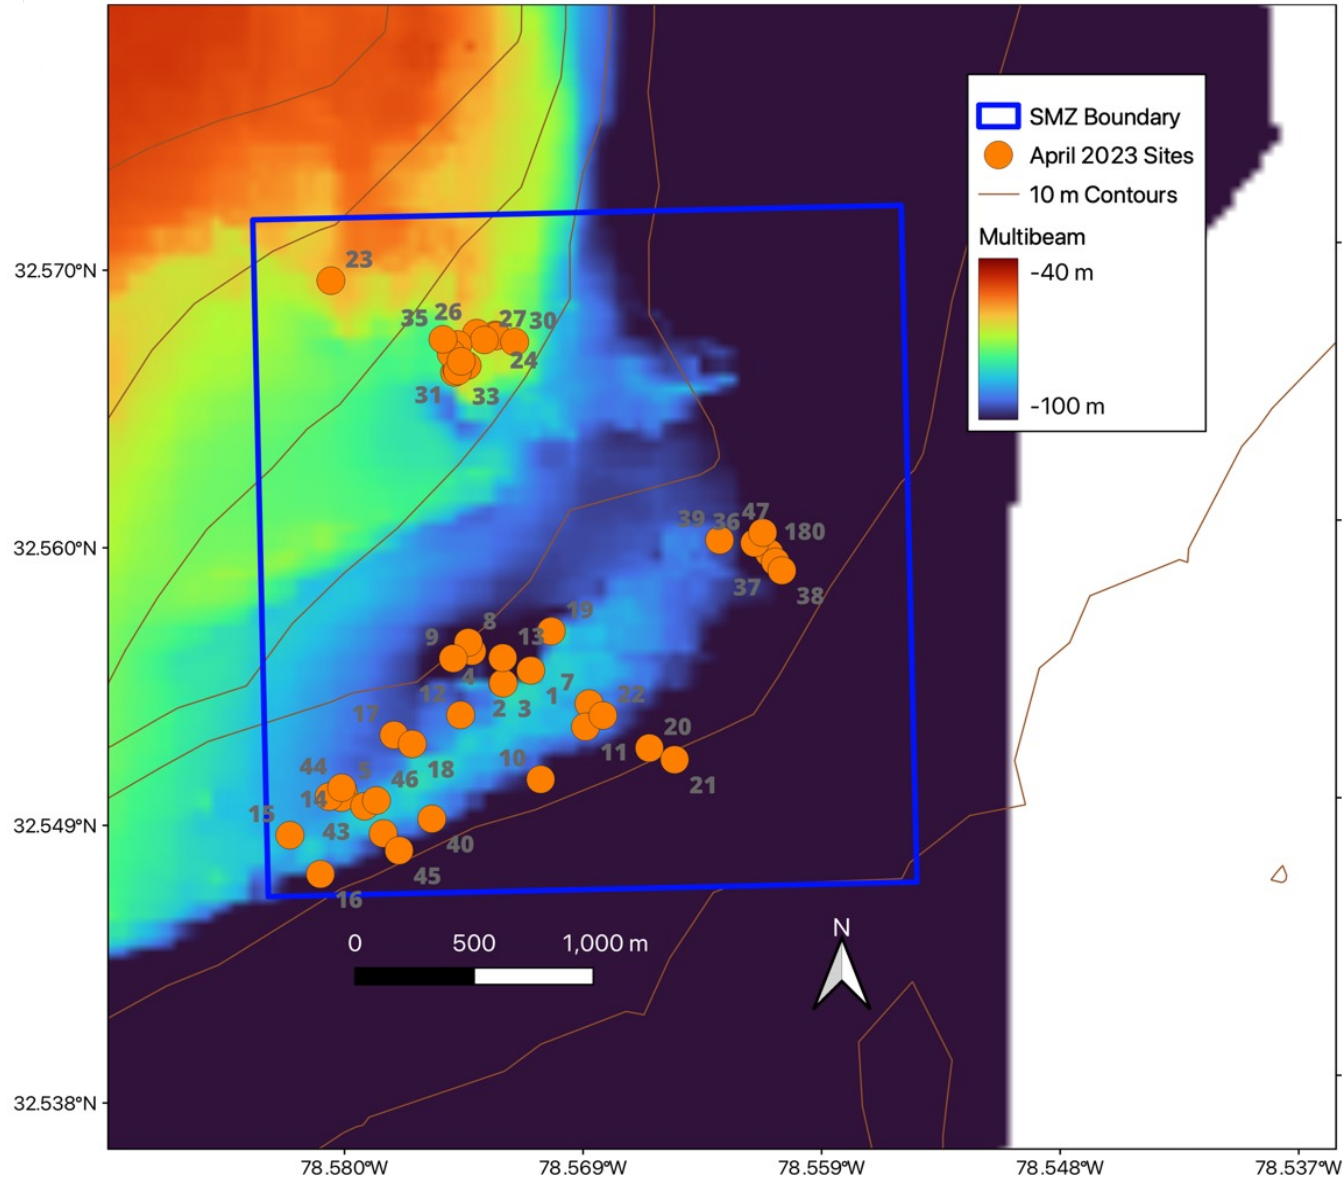 SMZ Boundary
April 2023 Sites
10 m Contours
Multibeam
-40 m
-100 m
32.570°N
32.560°N
32.549°N
32.538°N
23
35 26 27 30
24
31 33
39 36 47 180
37 38
19
8
9 13
4 7
12 2 3 1 22
17
20
10 11
18 21
44 5 46
14
15 43
40
45
16
0 500 1,000 m
N
78.580°W 78.569°W 78.559°W 78.548°W 78.537°W